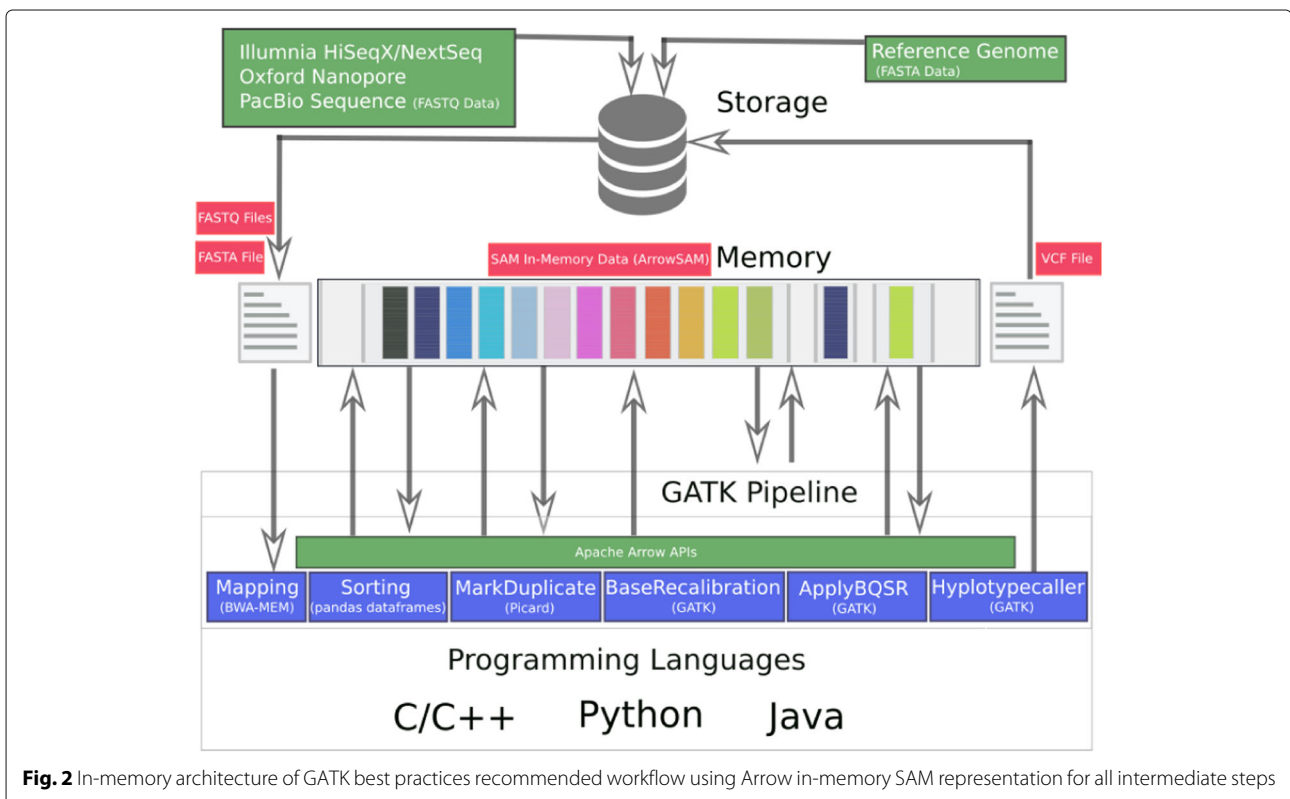 Illumnia HiSeqX/NextSeq
Oxford Nanopore
PacBio Sequence (FASTQ Data)
Reference Genome
(FASTA Data)
Storage
FASTQ Files
FASTA File
SAM In-Memory Data (ArrowSAM)
Memory
VCF File
GATK Pipeline
Apache Arrow APIs
Mapping
(BWA-MEM)
Sorting
(pandas dataframes)
MarkDuplicate
(Picard)
BaseRecalibration
(GATK)
ApplyBQSR
(GATK)
Hyplotypecaller
(GATK)
Programming Languages
C/C++ Python Java
Fig. 2 In-memory architecture of GATK best practices recommended workflow using Arrow in-memory SAM representation for all intermediate steps